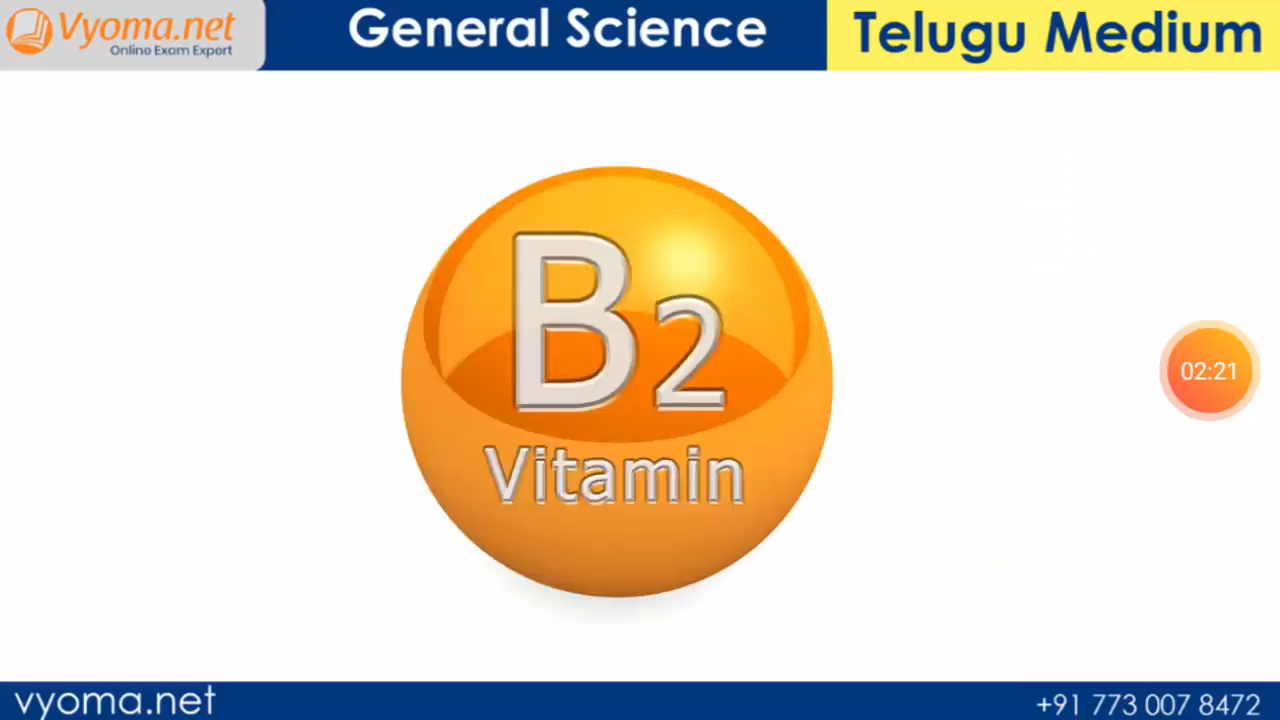 Vyoma.net
Online Exam Expert
General Science
Telugu Medium
B2
Vitamin
02:21
vyoma.net
+91 773 007 8472